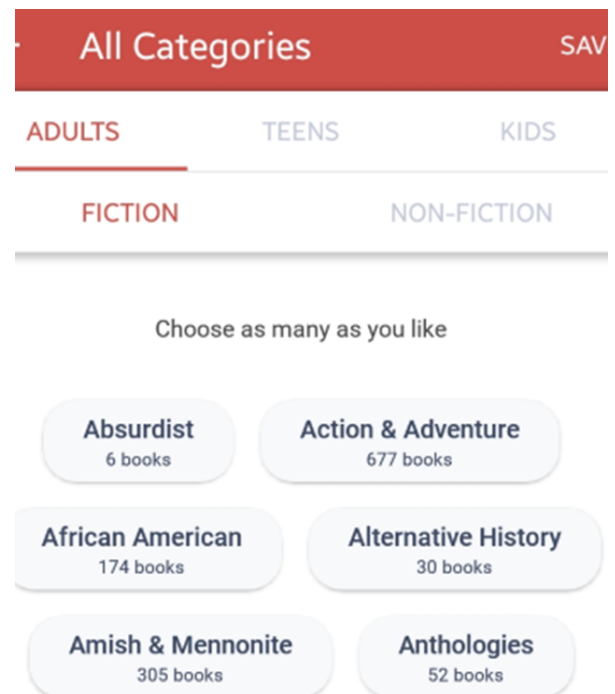 All Categories SAV
ADULTS TEENS KIDS
FICTION NON-FICTION
Choose as many as you like
Absurdist Action & Adventure
6 books 677 books
African American Alternative History
174 books 30 books
Amish & Mennonite Anthologies
305 books 52 books